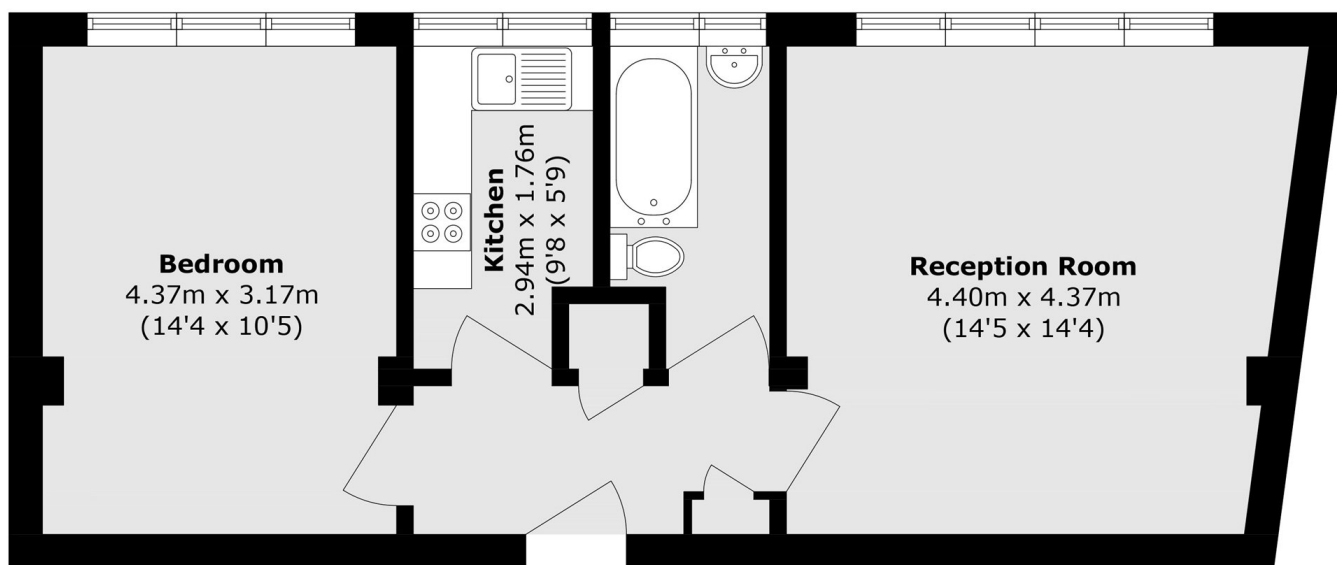 Bedroom
4.37m x 3.17m
(14'4 x 10'5)
Kitchen
2.94m x 1.76m
(9'8 x 5'9)
Reception Room
4.40m x 4.37m
(14'5 x 14'4)